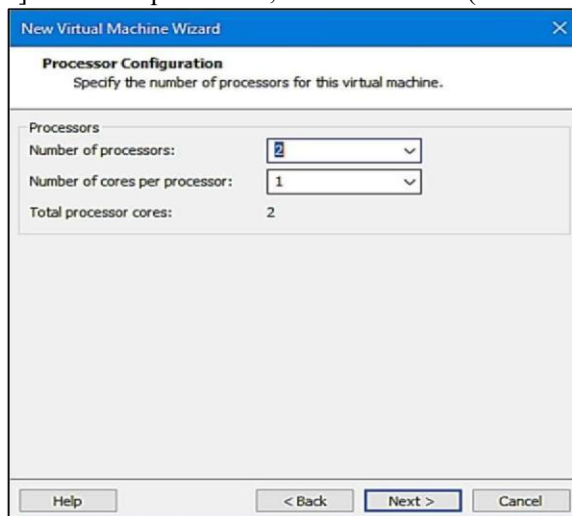 New Virtual Machine Wizard
Processor Configuration
Specify the number of processors for this virtual machine.
Processors
Number of processors: 2
Number of cores per processor: 1
Total processor cores: 2
Help < Back Next > Cancel